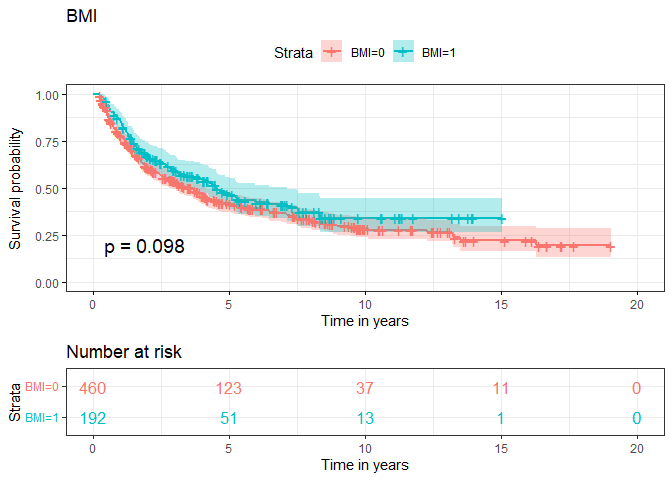 BMI
Strata BMI=0 BMI=1
Survival probability
1.00
0.75
0.50
0.25
0.00
p = 0.098
0 5 10 15 20
Time in years
Number at risk
Strata
BMI=0 460 123 37 11 0
BMI=1 192 51 13 1 0
0 5 10 15 20
Time in years